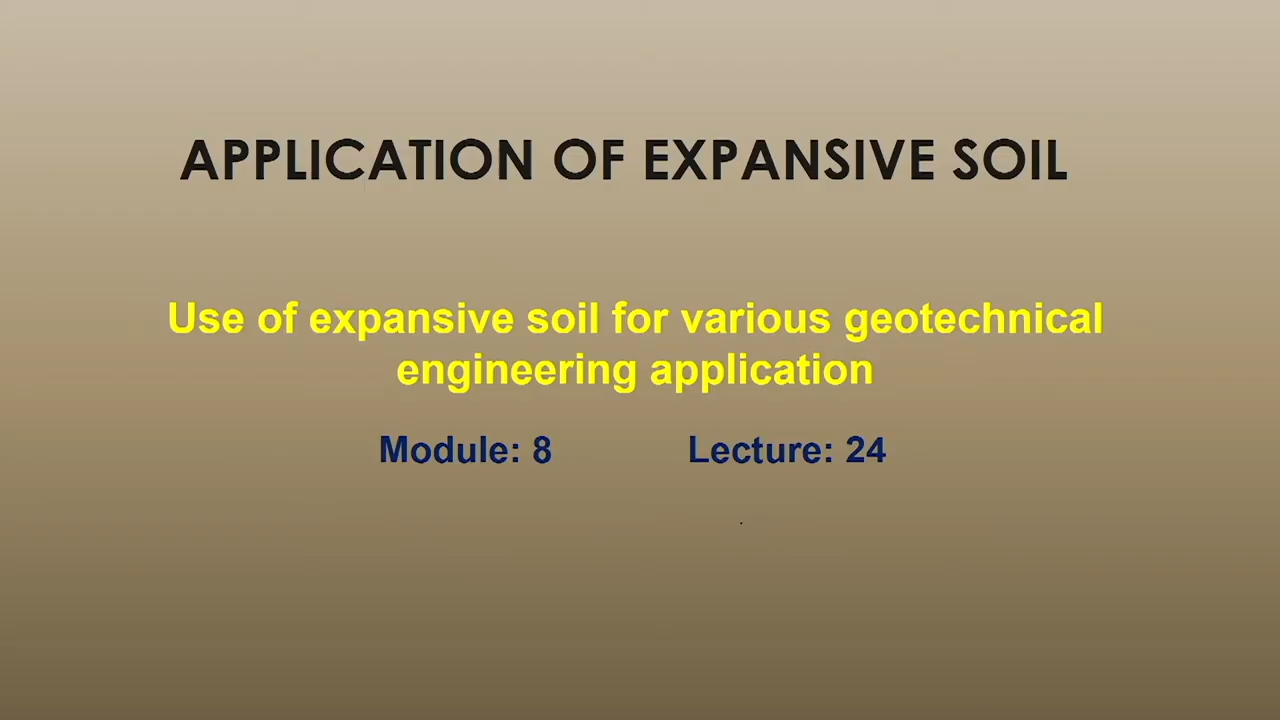 APPLICATION OF EXPANSIVE SOIL
Use of expansive soil for various geotechnical
engineering application
Module: 8 Lecture: 24